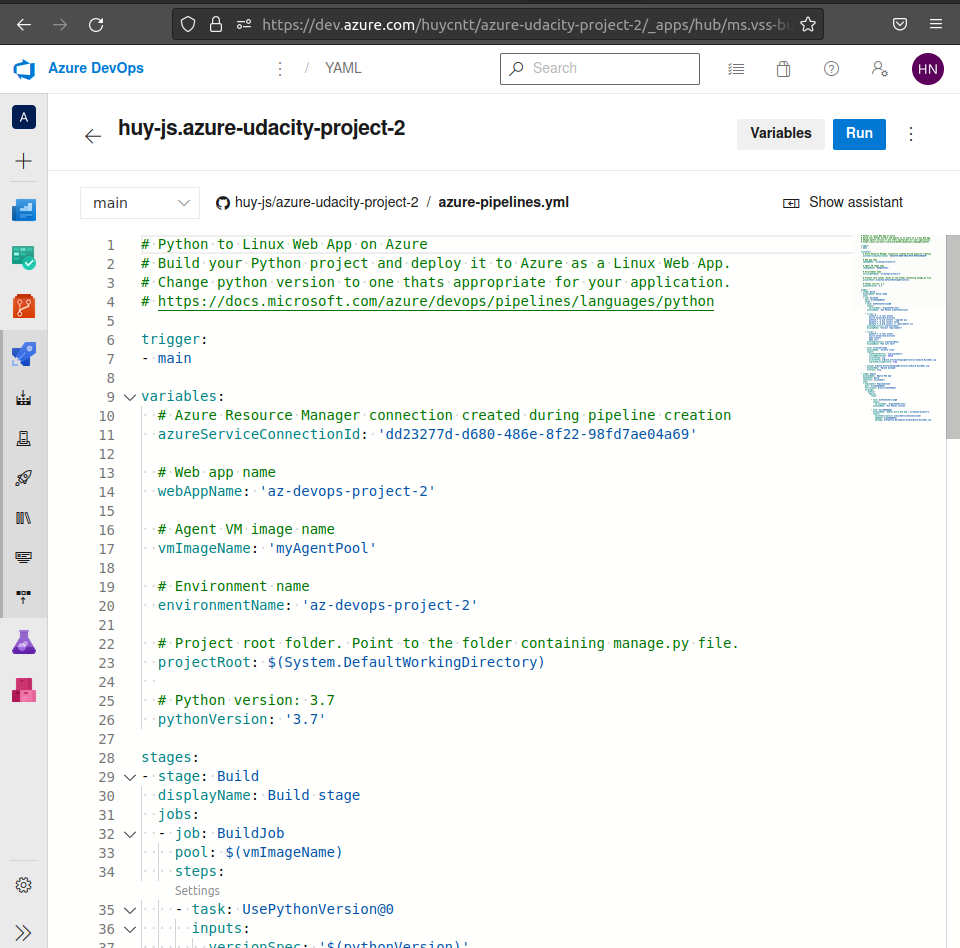 https://dev.azure.com/huycntt/azure-udacity-project-2/_apps/hub/ms.vss-bu
Azure DevOps
/ YAML
Search
HN
A
huy-js.azure-udacity-project-2
Variables
Run
main
huy-js/azure-udacity-project-2 / azure-pipelines.yml
Show assistant
1 # Python to Linux Web App on Azure
2 # Build your Python project and deploy it to Azure as a Linux Web App.
3 # Change python version to one thats appropriate for your application.
4 # https://docs.microsoft.com/azure/devops/pipelines/languages/python
5
6 trigger:
7 - main
8
9 variables:
10 # Azure Resource Manager connection created during pipeline creation
11 azureServiceConnectionId: 'dd23277d-d680-486e-8f22-98fd7ae04a69'
12
13 # Web app name
14 webAppName: 'az-devops-project-2'
15
16 # Agent VM image name
17 vmImageName: 'myAgentPool'
18
19 # Environment name
20 environmentName: 'az-devops-project-2'
21
22 # Project root folder. Point to the folder containing manage.py file.
23 projectRoot: $(System.DefaultWorkingDirectory)
24
25 # Python version: 3.7
26 pythonVersion: '3.7'
27
28 stages:
29 - stage: Build
30 displayName: Build stage
31 jobs:
32 - job: BuildJob
33 pool: $(vmImageName)
34 steps:
Settings
35 - task: UsePythonVersion@0
36 inputs:
37 versionSpec: '$(pythonVersion)'